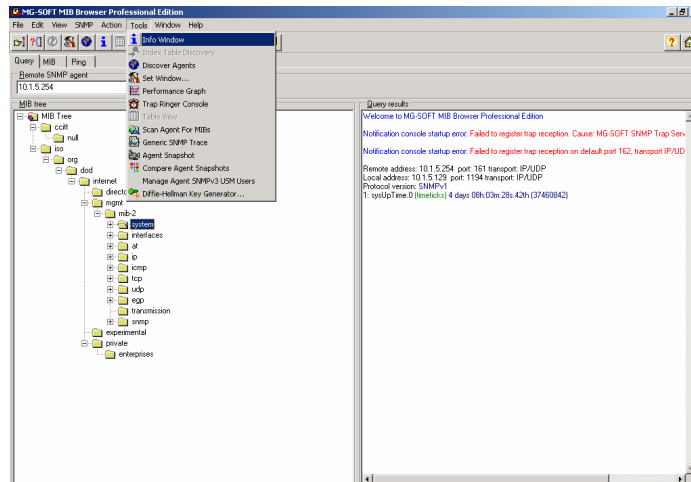 MG-SOFT MIB Browser Professional Edition
File Edit View SNMP Action Tools Window Help
Query MIB Ping
Remote SNMP agent
10.1.5.254
Info Window
Index Table Discovery
Discover Agents
Set Window...
Performance Graph
Trap Ringer Console
Table View
Scan Agent For MIBs
Generic SNMP Trace
Agent Snapshot
Compare Agent Snapshots
Manage Agent SNMPv3 USM Users
Diffie-Hellman Key Generator...
MIB tree
MIB Tree
ccitt
null
iso
org
dod
internet
directo
mgmt
mib-2
system
interfaces
at
ip
icmp
tcp
udp
egp
transmission
snmp
experimental
private
enterprises
Query results
Welcome to MG-SOFT MIB Browser Professional Edition
Notification console startup error: Failed to register trap reception. Cause: MG-SOFT SNMP Trap Serv
Notification console startup error: Failed to register trap reception on default port 162, transport IP/UD
Remote address: 10.1.5.254 port: 161 transport: IP/UDP
Local address: 10.1.5.129 port: 1194 transport: IP/UDP
Protocol version: SNMPv1
1: sysUpTime.0 (timeticks) 4 days 08h:03m:28s.42th (37460842)